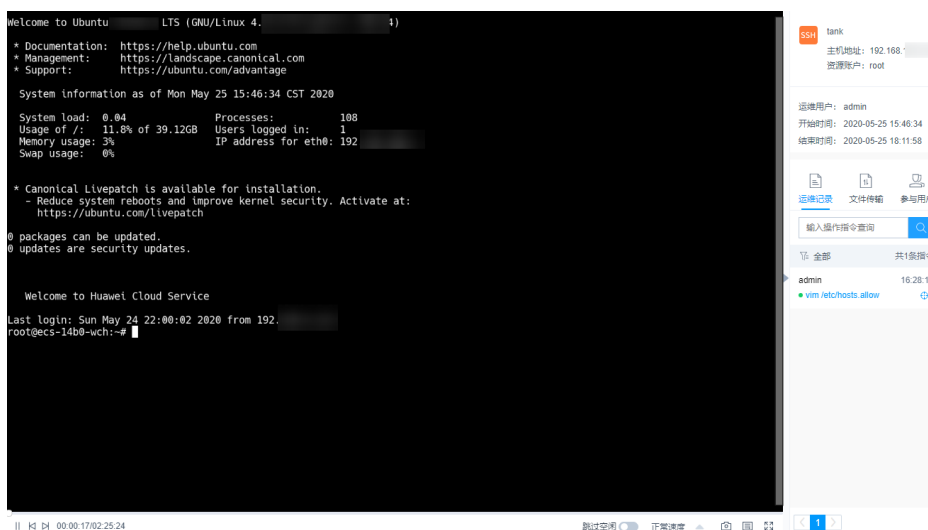 Welcome to Ubuntu LTS (GNU/Linux 4. 4)
* Documentation: https://help.ubuntu.com
* Management: https://landscape.canonical.com
* Support: https://ubuntu.com/advantage
System information as of Mon May 25 15:46:34 CST 2020
System load: 0.04 Processes: 108
Usage of /: 11.8% of 39.12GB Users logged in: 1
Memory usage: 3% IP address for eth0: 192
Swap usage: 0%
* Canonical Livepatch is available for installation.
- Reduce system reboots and improve kernel security. Activate at:
https://ubuntu.com/livepatch
0 packages can be updated.
0 updates are security updates.
Welcome to Huawei Cloud Service
Last login: Sun May 24 22:00:02 2020 from 192.
root@ecs-14b0-wch:~#
00:00:17/02:25:24
跳过空闲
正常速度
SSH
tank
主机地址: 192.168.
资源账户: root
运维用户: admin
开始时间: 2020-05-25 15:46:34
结束时间: 2020-05-25 18:11:58
运维记录 文件传输 参与用
输入操作指令查询
全部 共1条指
admin 16:28:1
vim /etc/hosts.allow
1